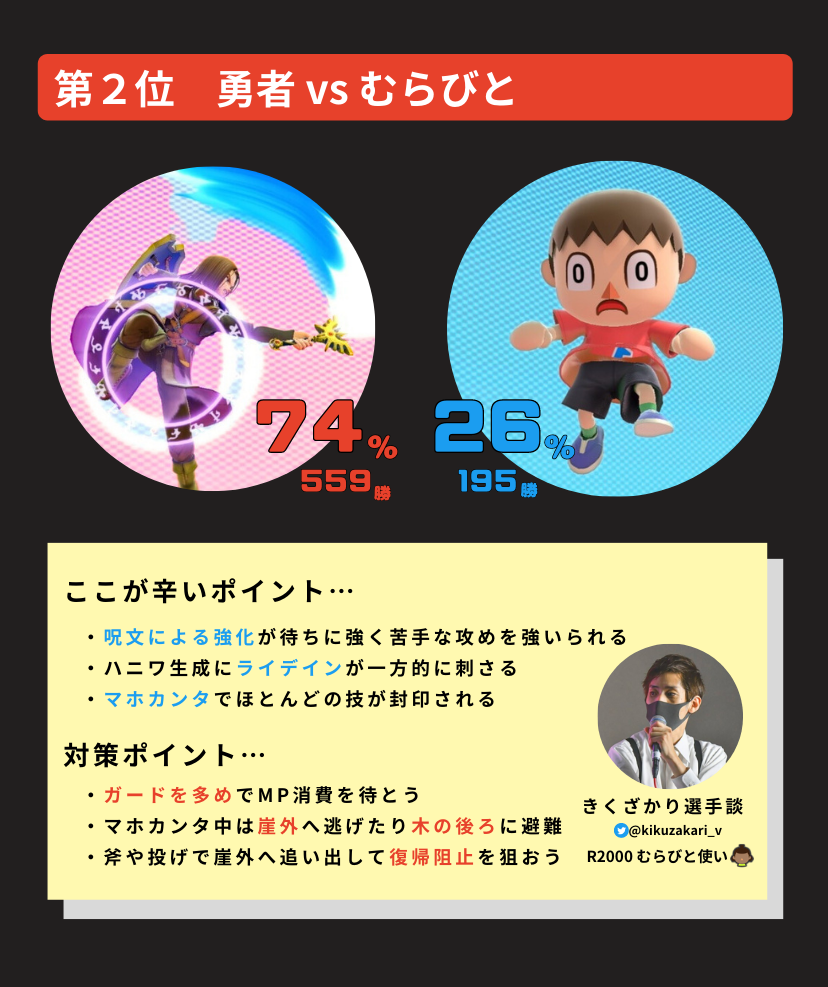 第２位　勇者 vs むらびと
74%
26%
559勝
195勝
ここが辛いポイント…
・呪文による強化が待ちに強く苦手な攻めを強いられる
・ハニワ生成にライデインが一方的に刺さる
・マホカンタでほとんどの技が封印される
対策ポイント…
・ガードを多めでMP消費を待とう
・マホカンタ中は崖外へ逃げたり木の後ろに避難
・斧や投げで崖外へ追い出して復帰阻止を狙おう
きくざかり選手談
@kikuzakari_v
R2000 むらびと使い